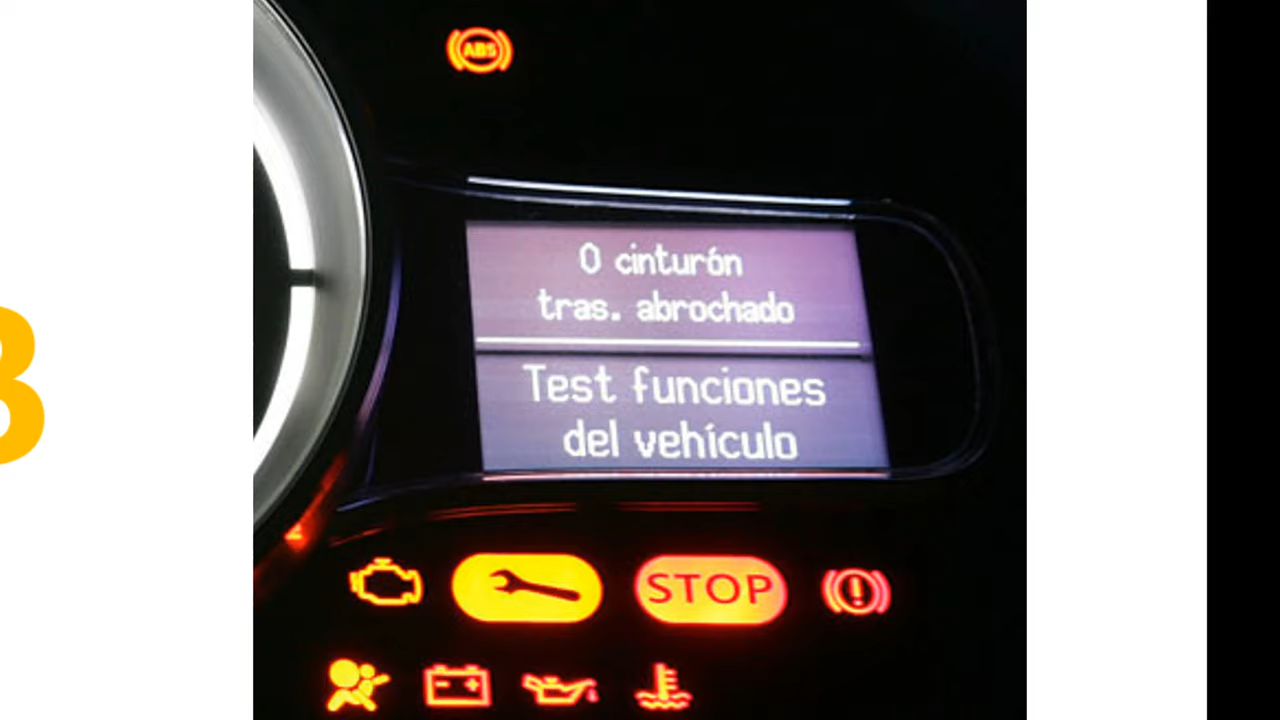 ABS
0 cinturón
tras. abrochado
Test funciones
del vehículo
STOP